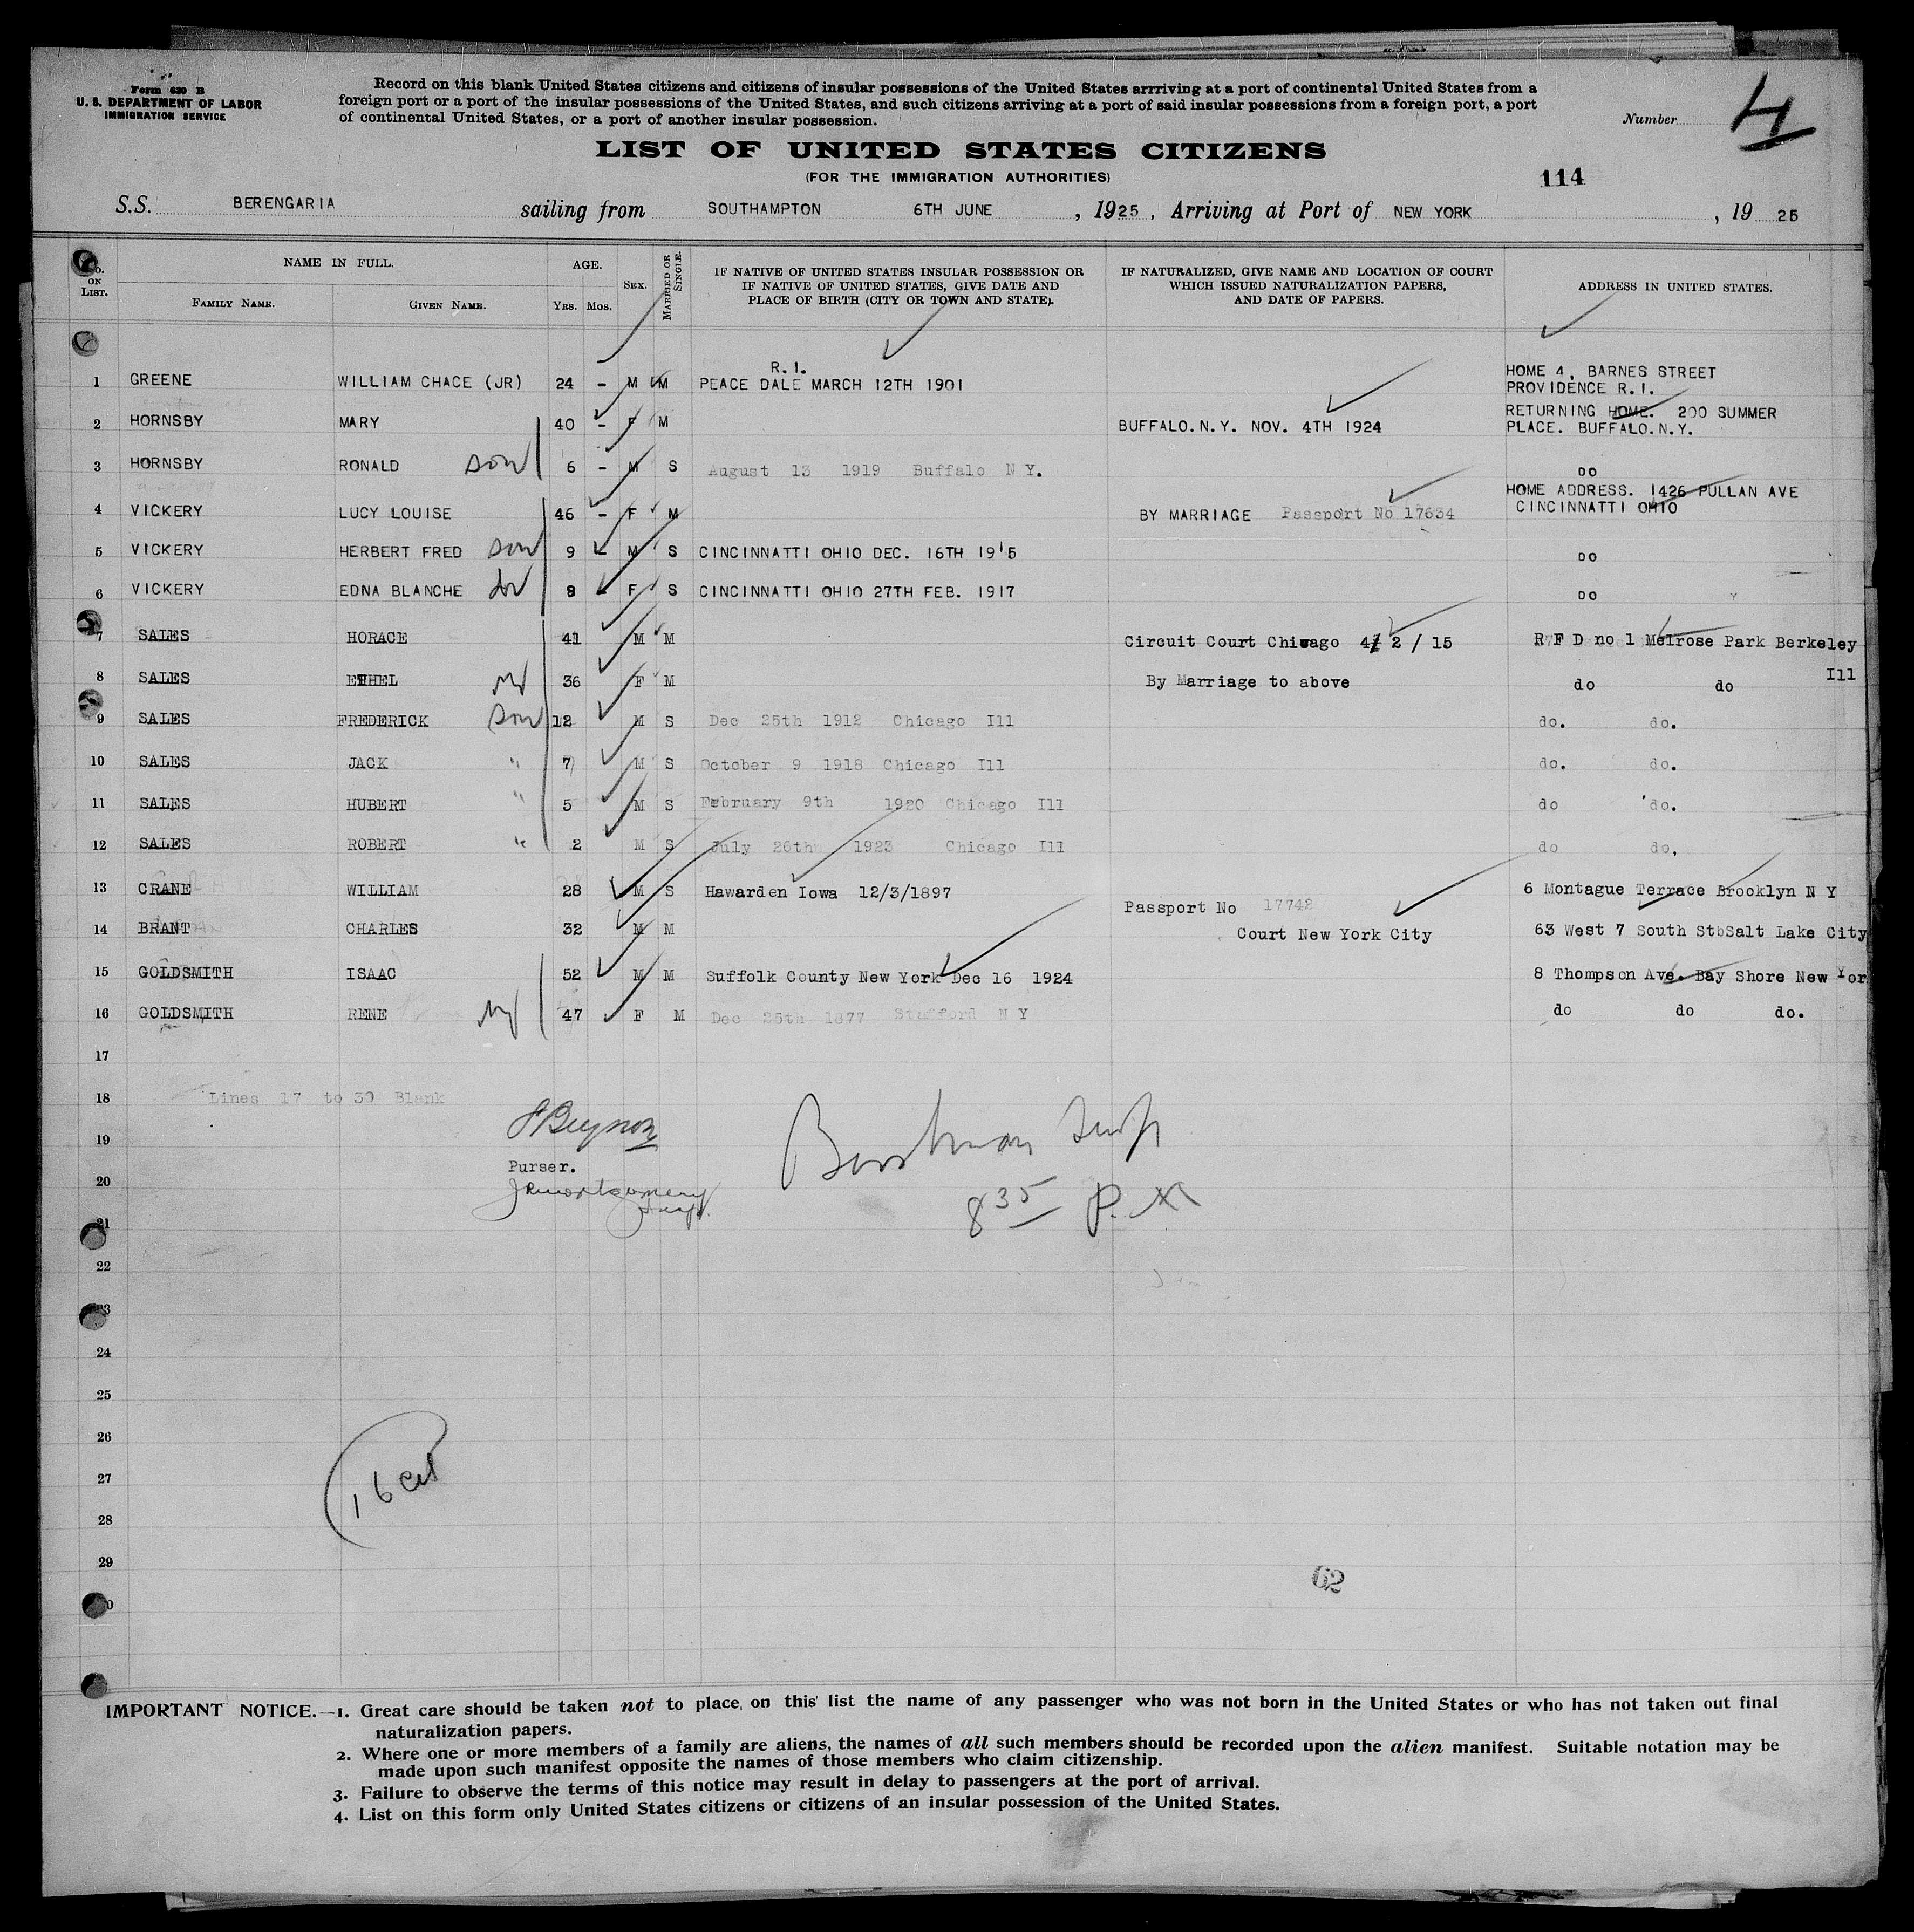 Form 630 B
U. S. DEPARTMENT OF LABOR
IMMIGRATION SERVICE
Record on this blank United States citizens and citizens of insular possessions of the United States arrriving at a port of continental United States from a
foreign port or a port of the insular possessions of the United States, and such citizens arriving at a port of said insular possessions from a foreign port, a port
of continental United States, or a port of another insular possession.
Number 4
LIST OF UNITED STATES CITIZENS
(FOR THE IMMIGRATION AUTHORITIES)
114
S.S. BERENGARIA sailing from SOUTHAMPTON 6TH JUNE , 1925 , Arriving at Port of NEW YORK , 19 25
No. ON LIST. NAME IN FULL. FAMILY NAME. GIVEN NAME. AGE. YRS. MOS. SEX. MARRIED OR SINGLE. IF NATIVE OF UNITED STATES INSULAR POSSESSION OR IF NATIVE OF UNITED STATES, GIVE DATE AND PLACE OF BIRTH (CITY OR TOWN AND STATE). IF NATURALIZED, GIVE NAME AND LOCATION OF COURT WHICH ISSUED NATURALIZATION PAPERS, AND DATE OF PAPERS. ADDRESS IN UNITED STATES.
1 GREENE WILLIAM CHACE (JR) 24 - M M R.I. PEACE DALE MARCH 12TH 1901 HOME 4, BARNES STREET PROVIDENCE R.I.
2 HORNSBY MARY 40 - F M BUFFALO.N.Y. NOV. 4TH 1924 RETURNING HOME. 200 SUMMER PLACE. BUFFALO.N.Y.
3 HORNSBY RONALD son 6 - M S August 13 1919 Buffalo N Y. DO
4 VICKERY LUCY LOUISE 46 - F M BY MARRIAGE Passport No 17634 HOME ADDRESS. 1426 PULLAN AVE CINCINNATTI OHIO
5 VICKERY HERBERT FRED son 9 - M S CINCINNATTI OHIO DEC. 16TH 1915 DO
6 VICKERY EDNA BLANCHE 8 - F S CINCINNATTI OHIO 27TH FEB. 1917 DO
7 SALES HORACE 41 M M Circuit Court Chicago 4/ 2 / 15 R F D no 1 Melrose Park Berkeley Ill
8 SALES ETHEL 36 F M By Marriage to above do do
9 SALES FREDERICK son 12 M S Dec 25th 1912 Chicago Ill do. do.
10 SALES JACK " 7 M S October 9 1918 Chicago Ill do. do.
11 SALES HUBERT " 5 M S February 9th 1920 Chicago Ill do do.
12 SALES ROBERT " 2 M S July 26th 1923 Chicago Ill do do.
13 CRANE WILLIAM 28 M S Hawarden Iowa 12/3/1897 6 Montague Terrace Brooklyn N Y
14 BRANT CHARLES 32 M M Passport No 17742 Court New York City 63 West 7 South St Salt Lake City
15 GOLDSMITH ISAAC 52 M M Suffolk County New York Dec 16 1924 8 Thompson Ave. Bay Shore New Yor
16 GOLDSMITH RENE 47 F M Dec 25th 1877 Stafford N Y do do do.
17
18 Lines 17 to 30 Blank
19
Purser.
20
8 35 P.M
21
22
23
24
25
26
27
16 cit
28
29
62
30
IMPORTANT NOTICE.—1. Great care should be taken not to place on this list the name of any passenger who was not born in the United States or who has not taken out final
naturalization papers.
2. Where one or more members of a family are aliens, the names of all such members should be recorded upon the alien manifest. Suitable notation may be
made upon such manifest opposite the names of those members who claim citizenship.
3. Failure to observe the terms of this notice may result in delay to passengers at the port of arrival.
4. List on this form only United States citizens or citizens of an insular possession of the United States.